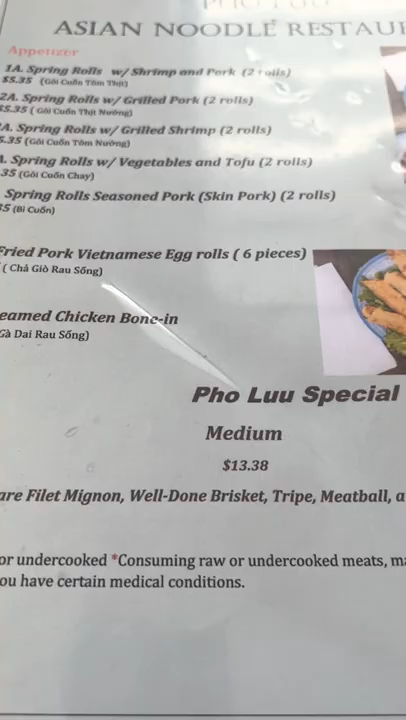 PHO LUU
ASIAN NOODLE RESTAU
Appetizer
1A. Spring Rolls w/ Shrimp and Pork (2 rolls)
$5.35 (Gỏi Cuốn Tôm Thịt)
2A. Spring Rolls w/ Grilled Pork (2 rolls)
$5.35 ( Gỏi Cuốn Thịt Nướng)
A. Spring Rolls w/ Grilled Shrimp (2 rolls)
5.35 (Gỏi Cuốn Tôm Nướng)
. Spring Rolls w/ Vegetables and Tofu (2 rolls)
.35 (Gỏi Cuốn Chay)
Spring Rolls Seasoned Pork (Skin Pork) (2 rolls)
35 (Bì Cuốn)
Fried Pork Vietnamese Egg rolls ( 6 pieces)
( Chả Giò Rau Sống)
eamed Chicken Bone-in
Gà Dai Rau Sống)
Pho Luu Special
Medium
$13.38
are Filet Mignon, Well-Done Brisket, Tripe, Meatball, a
or undercooked *Consuming raw or undercooked meats, ma
ou have certain medical conditions.